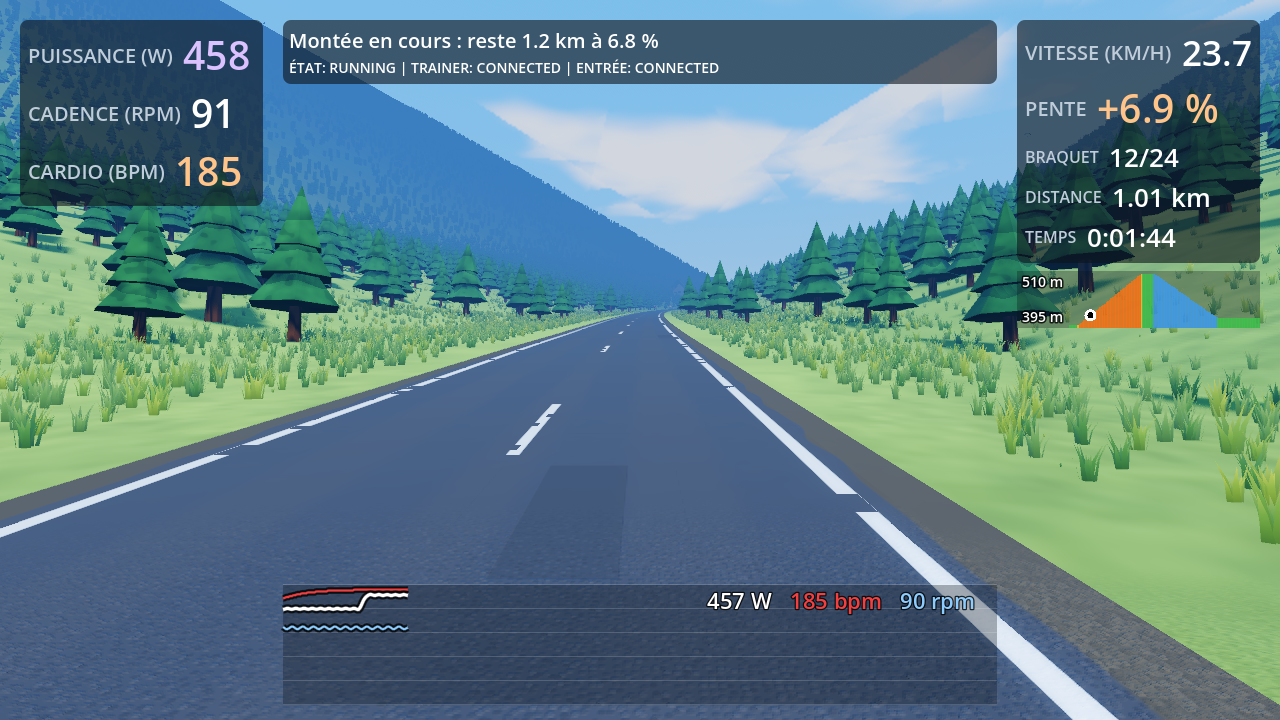 PUISSANCE (W) 458
CADENCE (RPM) 91
CARDIO (BPM) 185
Montée en cours : reste 1.2 km à 6.8 %
ÉTAT: RUNNING | TRAINER: CONNECTED | ENTRÉE: CONNECTED
VITESSE (KM/H) 23.7
PENTE +6.9 %
BRAQUET 12/24
DISTANCE 1.01 km
TEMPS 0:01:44
510 m
395 m
457 W 185 bpm 90 rpm